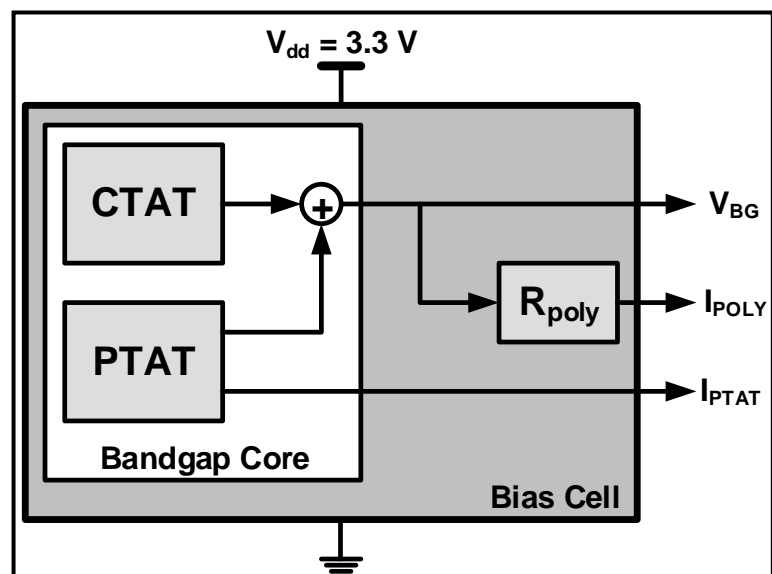 V_dd = 3.3 V
CTAT
+
V_BG
R_poly
I_POLY
PTAT
I_PTAT
Bandgap Core
Bias Cell